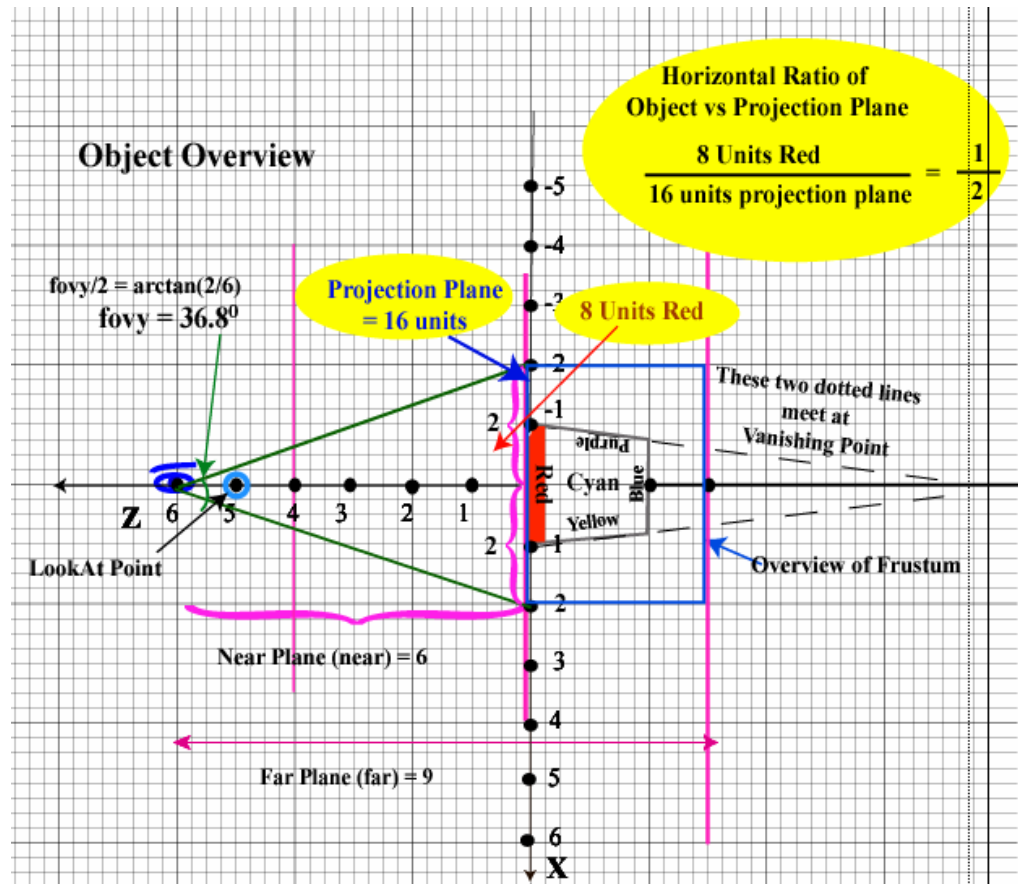 Horizontal Ratio of
Object vs Projection Plane
8 Units Red
16 units projection plane
=
1
2
Object Overview
-5
-4
fovy/2 = arctan(2/6)
fovy = 36.8⁰
Projection Plane
= 16 units
-3
8 Units Red
-2
These two dotted lines
meet at
Vanishing Point
2
-1
Purple
Red
Cyan
Blue
Z
6
5
4
3
2
1
Yellow
2
1
LookAt Point
Overview of Frustum
2
Near Plane (near) = 6
3
4
Far Plane (far) = 9
5
6
X